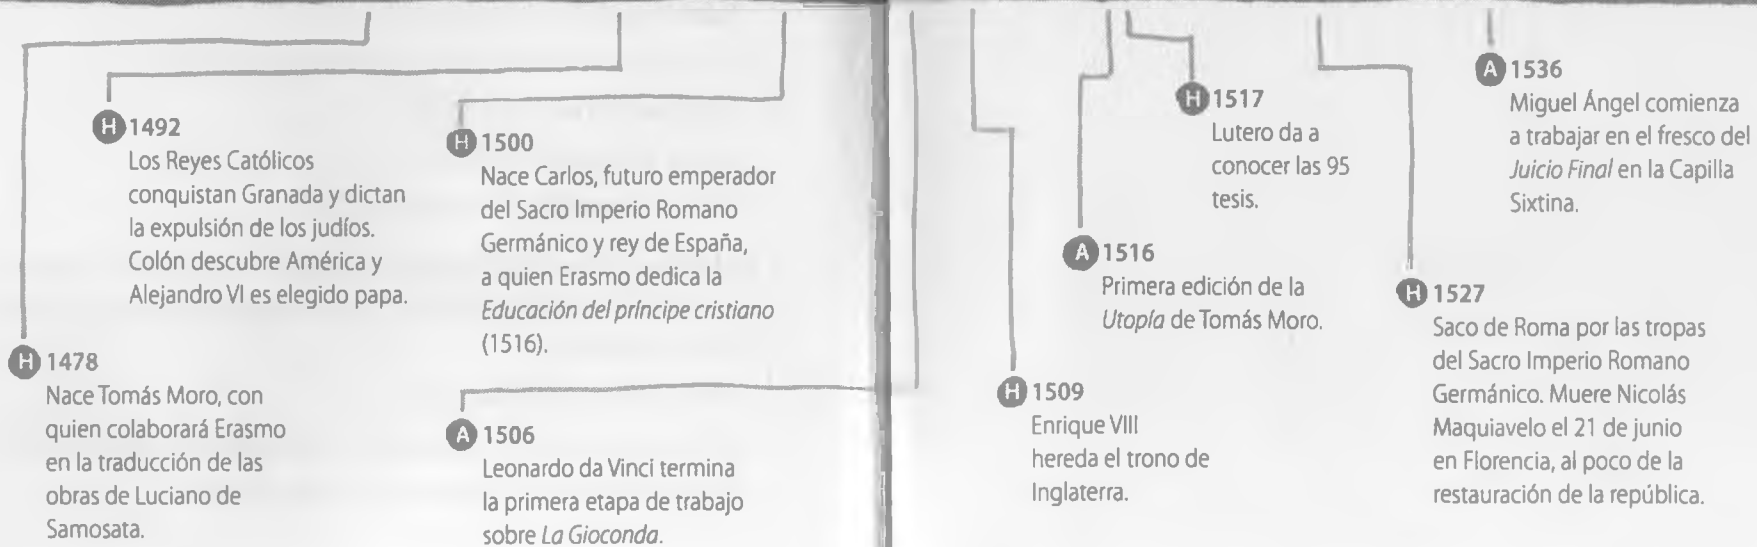 H 1492
Los Reyes Católicos
conquistan Granada y dictan
la expulsión de los judíos.
Colón descubre América y
Alejandro VI es elegido papa.
H 1478
Nace Tomás Moro, con
quien colaborará Erasmo
en la traducción de las
obras de Luciano de
Samosata.
H 1500
Nace Carlos, futuro emperador
del Sacro Imperio Romano
Germánico y rey de España,
a quien Erasmo dedica la
Educación del príncipe cristiano
(1516).
A 1506
Leonardo da Vinci termina
la primera etapa de trabajo
sobre La Gioconda.
H 1509
Enrique VIII
hereda el trono de
Inglaterra.
A 1516
Primera edición de la
Utopía de Tomás Moro.
H 1517
Lutero da a
conocer las 95
tesis.
H 1527
Saco de Roma por las tropas
del Sacro Imperio Romano
Germánico. Muere Nicolás
Maquiavelo el 21 de junio
en Florencia, al poco de la
restauración de la república.
A 1536
Miguel Ángel comienza
a trabajar en el fresco del
Juicio Final en la Capilla
Sixtina.